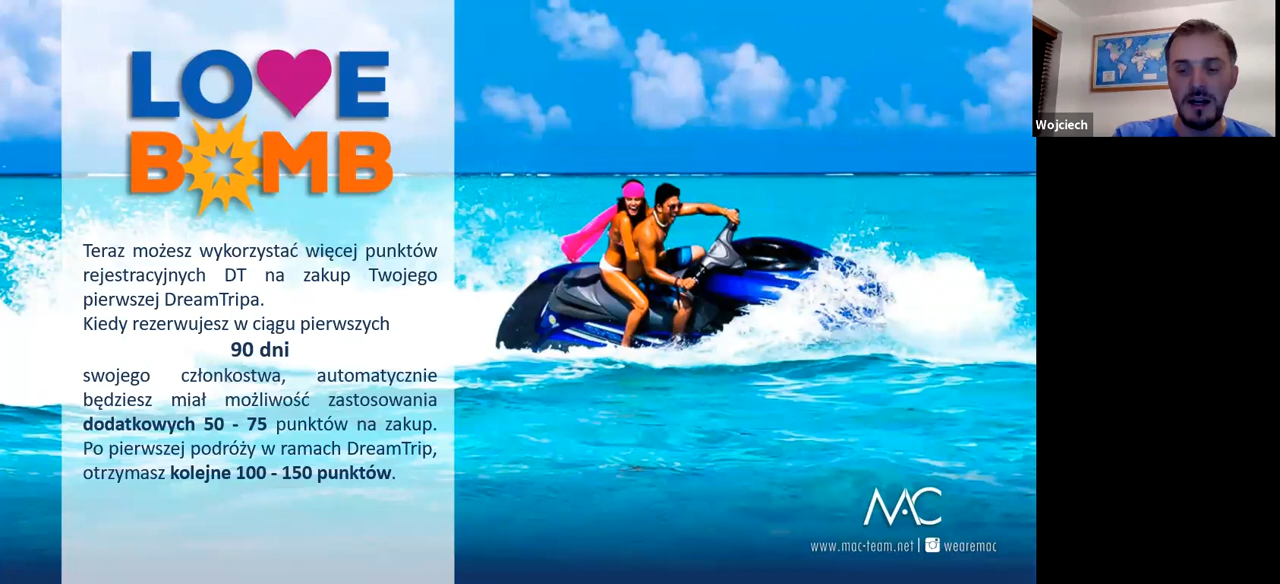 LOVE
BOMB
Teraz możesz wykorzystać więcej punktów
rejestracyjnych DT na zakup Twojego
pierwszej DreamTripa.
Kiedy rezerwujesz w ciągu pierwszych
90 dni
swojego członkostwa, automatycznie
będziesz miał możliwość zastosowania
dodatkowych 50 - 75 punktów na zakup.
Po pierwszej podróży w ramach DreamTrip,
otrzymasz kolejne 100 - 150 punktów.
MAC
www.mac-team.net | wearemac
Wojciech